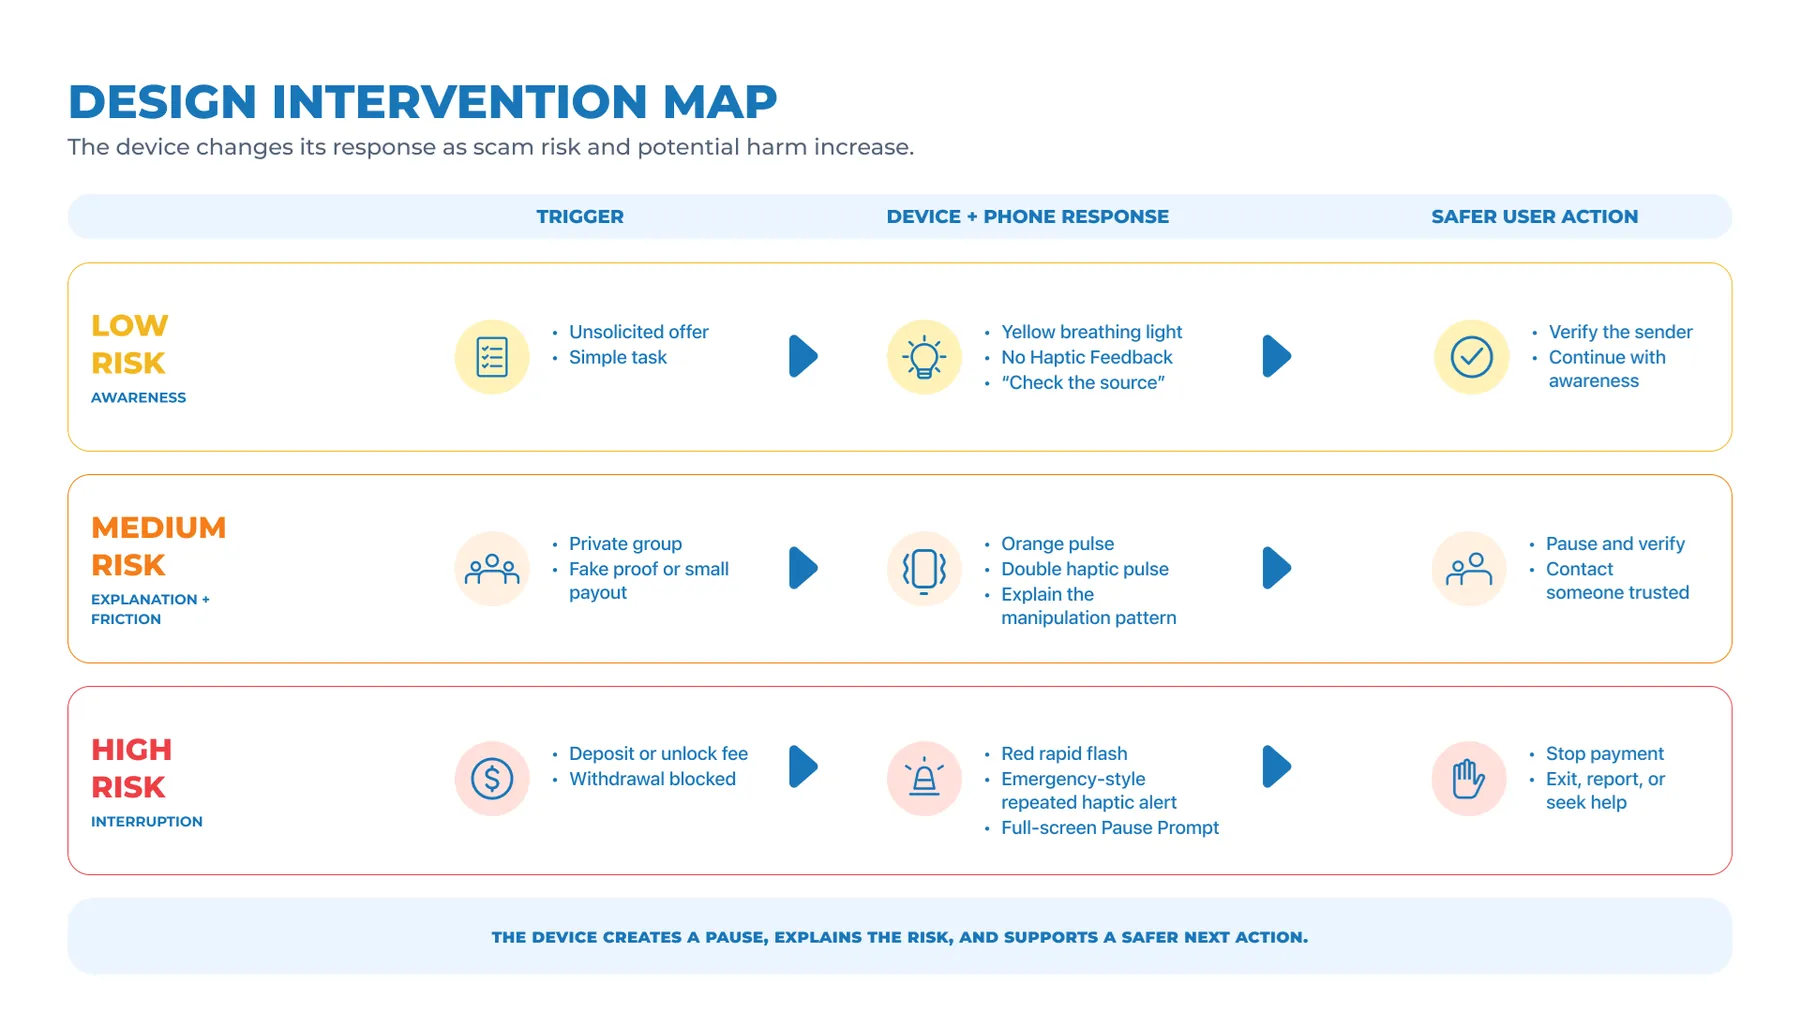 DESIGN INTERVENTION MAP
The device changes its response as scam risk and potential harm increase.
TRIGGER
DEVICE + PHONE RESPONSE
SAFER USER ACTION
LOW
RISK
AWARENESS
• Unsolicited offer
• Simple task
• Yellow breathing light
• No Haptic Feedback
• “Check the source”
• Verify the sender
• Continue with
awareness
MEDIUM
RISK
EXPLANATION +
FRICTION
• Private group
• Fake proof or small
payout
• Orange pulse
• Double haptic pulse
• Explain the
manipulation pattern
• Pause and verify
• Contact
someone trusted
HIGH
RISK
INTERRUPTION
• Deposit or unlock fee
• Withdrawal blocked
• Red rapid flash
• Emergency-style
repeated haptic alert
• Full-screen Pause Prompt
• Stop payment
• Exit, report, or
seek help
THE DEVICE CREATES A PAUSE, EXPLAINS THE RISK, AND SUPPORTS A SAFER NEXT ACTION.